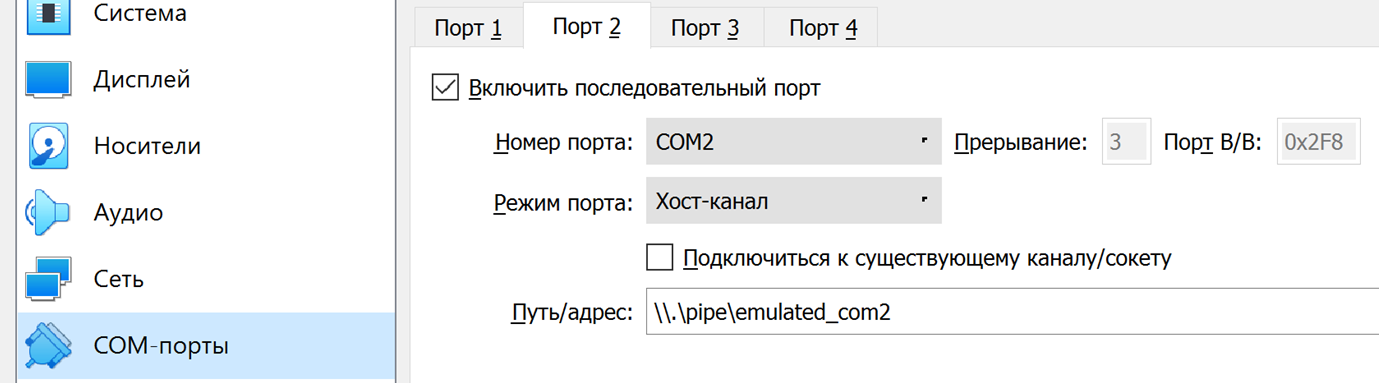 Система
Дисплей
Носители
Аудио
Сеть
COM-порты
Порт 1 Порт 2 Порт 3 Порт 4
Включить последовательный порт
Номер порта: COM2 Прерывание: 3 Порт В/В: 0x2F8
Режим порта: Хост-канал
Подключиться к существующему каналу/сокету
Путь/адрес: \\.\pipe\emulated_com2